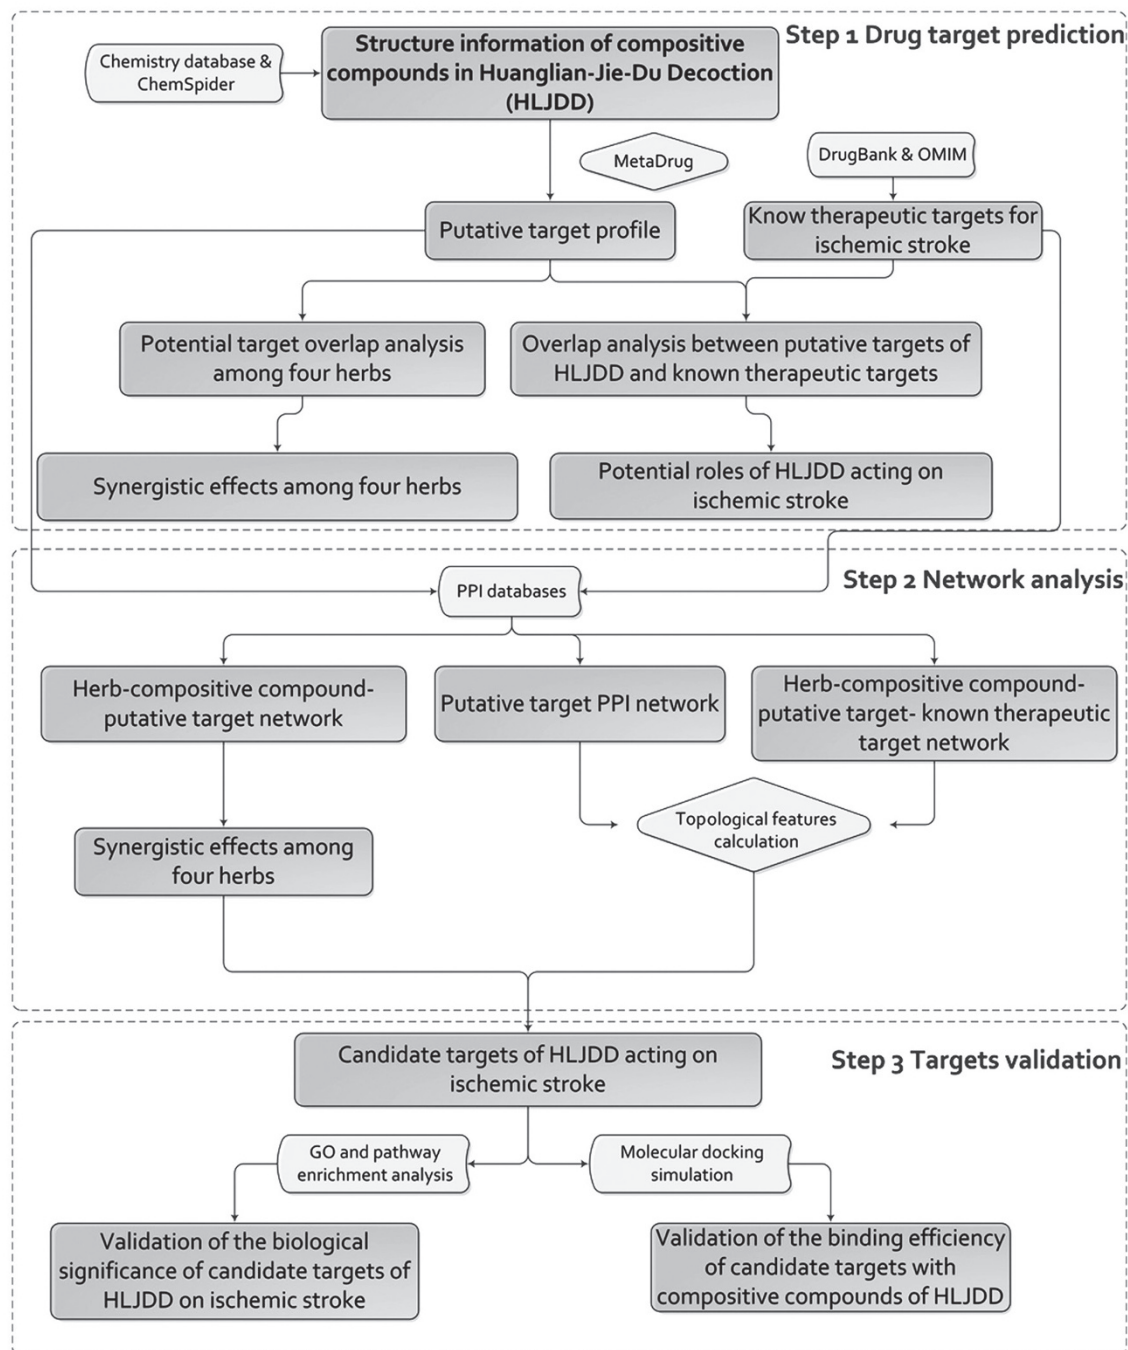 Step 1 Drug target prediction
Chemistry database &
ChemSpider
Structure information of compositive
compounds in Huanglian-Jie-Du Decoction
(HLJDD)
MetaDrug
DrugBank & OMIM
Putative target profile
Know therapeutic targets for
ischemic stroke
Potential target overlap analysis
among four herbs
Overlap analysis between putative targets of
HLJDD and known therapeutic targets
Synergistic effects among four herbs
Potential roles of HLJDD acting on
ischemic stroke
Step 2 Network analysis
PPI databases
Herb-compositive compound-
putative target network
Putative target PPI network
Herb-compositive compound-
putative target- known therapeutic
target network
Topological features
calculation
Synergistic effects among
four herbs
Step 3 Targets validation
Candidate targets of HLJDD acting on
ischemic stroke
GO and pathway
enrichment analysis
Molecular docking
simulation
Validation of the biological
significance of candidate targets of
HLJDD on ischemic stroke
Validation of the binding efficiency
of candidate targets with
compositive compounds of HLJDD